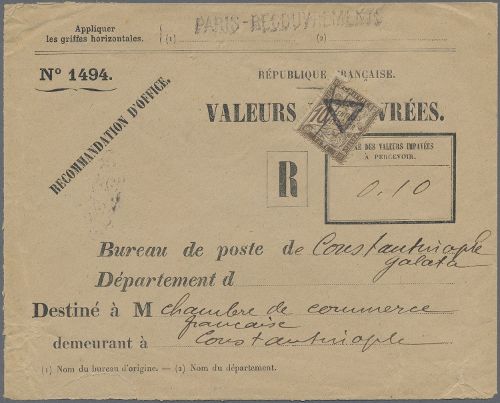 Appliquer
les griffes horizontales.
(1) PARIS-RECOUVREMENTS (2)
N° 1494.
RECOMMANDATION D'OFFICE.
RÉPUBLIQUE FRANÇAISE.
VALEURS VRÉES.
10
DES VALEURS IMPAYÉES
À PERCEVOIR.
R
0.10
Bureau de poste de Constantinople
galata
Département d
Destiné à M chambre de commerce
francaise
demeurant à Constantinople
(1) Nom du bureau d'origine. — (2) Nom du département.